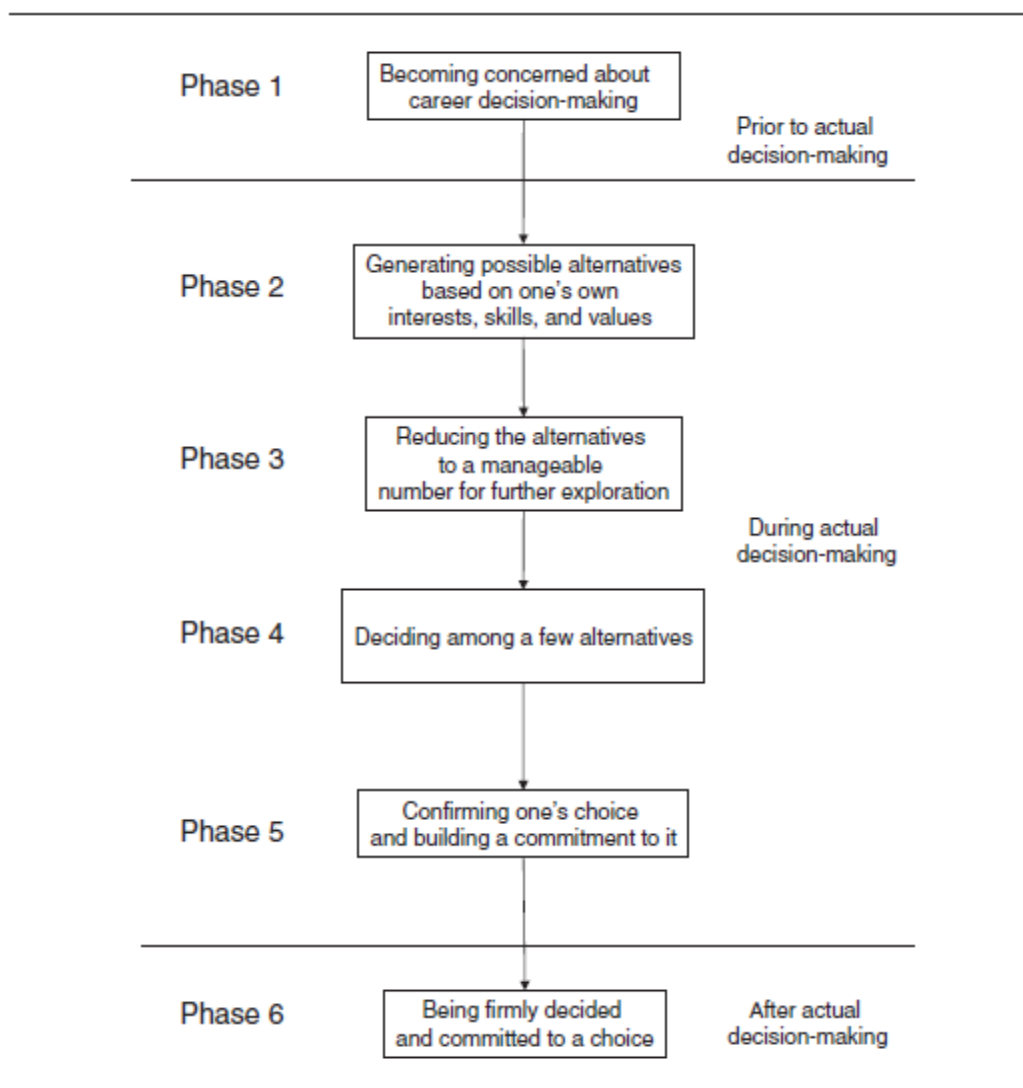 Phase 1
Becoming concerned about
career decision-making
Prior to actual
decision-making
Phase 2
Generating possible alternatives
based on one's own
interests, skills, and values
Phase 3
Reducing the alternatives
to a manageable
number for further exploration
During actual
decision-making
Phase 4
Deciding among a few alternatives
Phase 5
Confirming one's choice
and building a commitment to it
Phase 6
Being firmly decided
and committed to a choice
After actual
decision-making